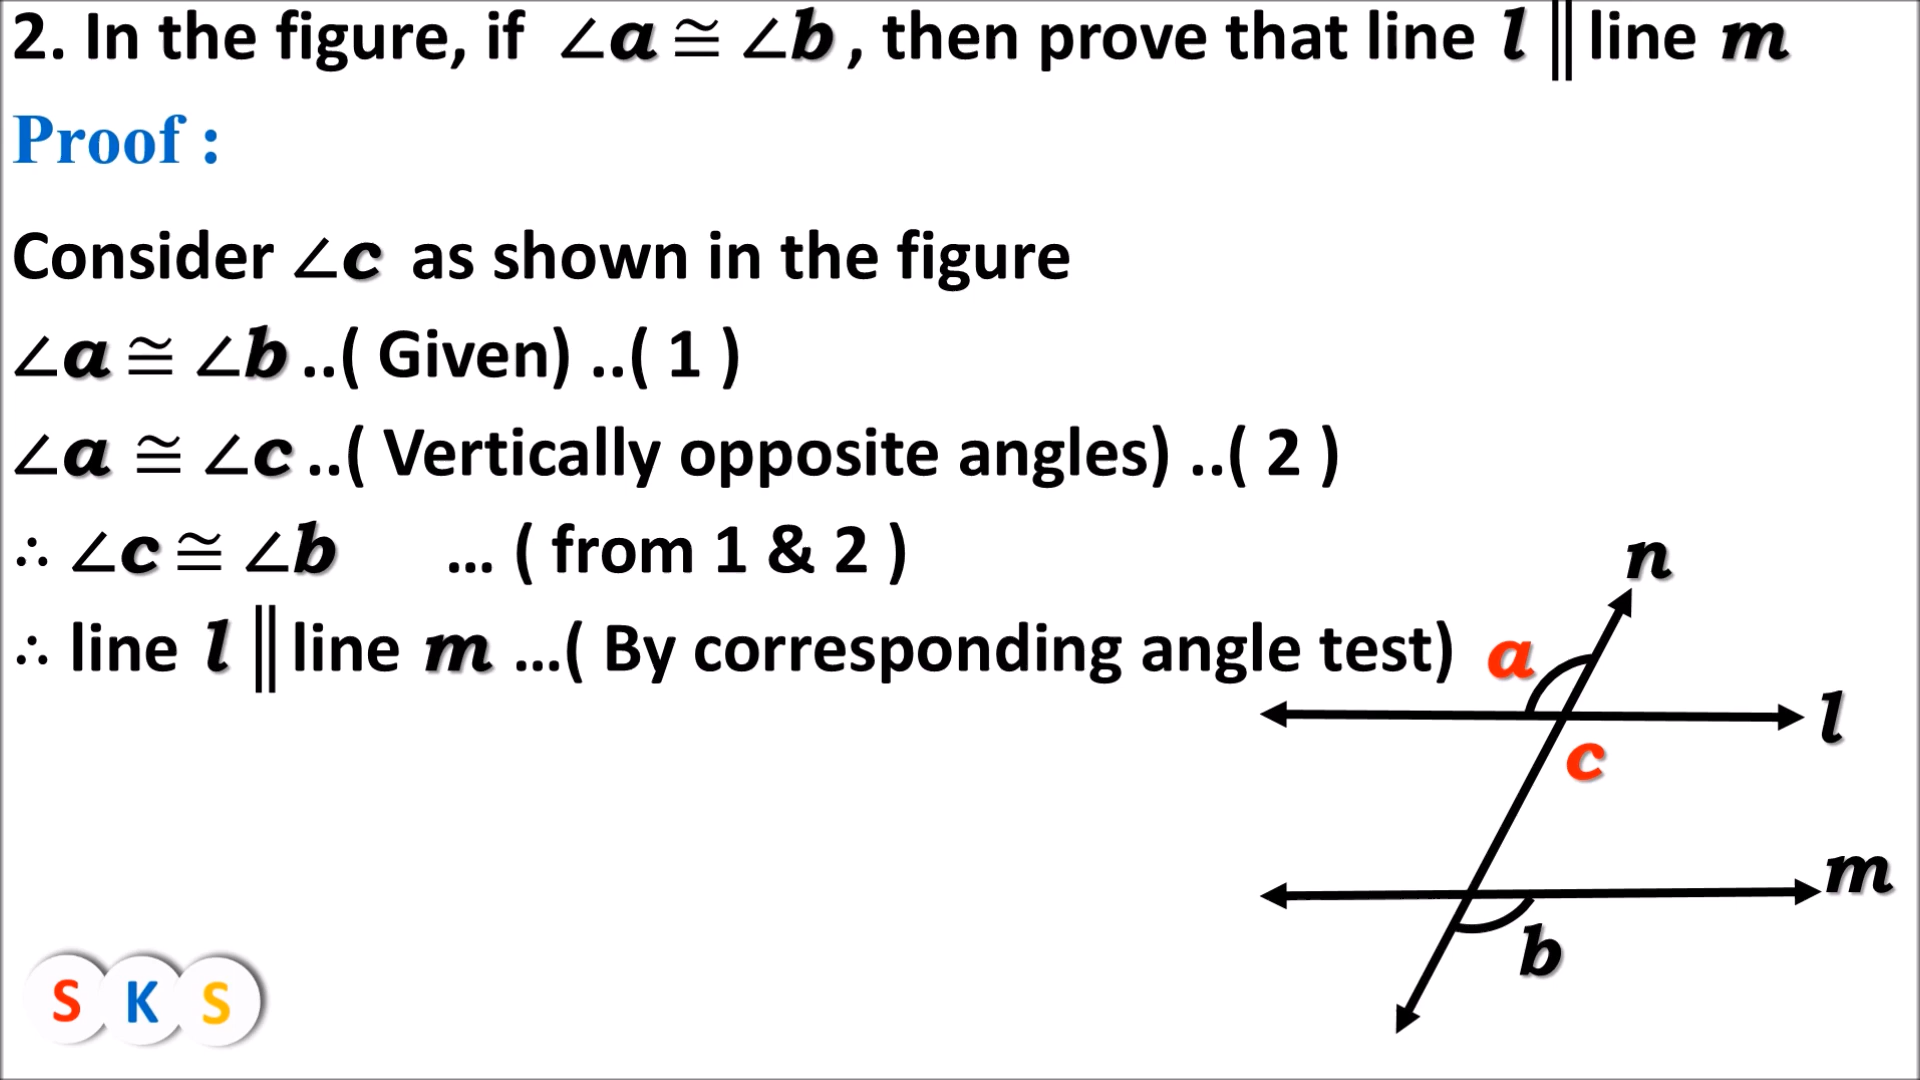 2. In the figure, if ∠a ≅ ∠b, then prove that line l ∥ line m
Proof :
Consider ∠c as shown in the figure
∠a ≅ ∠b ..( Given) ..( 1 )
∠a ≅ ∠c ..( Vertically opposite angles) ..( 2 )
∴ ∠c ≅ ∠b ... ( from 1 & 2 )
∴ line l ∥ line m ...( By corresponding angle test)
n
a
l
c
m
b
S K S